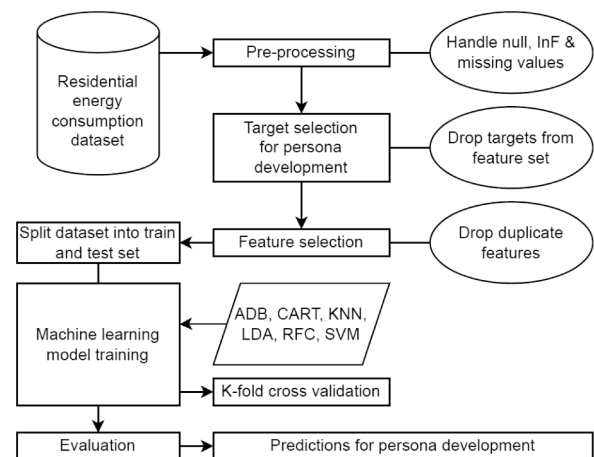 Residential
energy
consumption
dataset
Pre-processing
Handle null, InF &
missing values
Target selection
for persona
development
Drop targets from
feature set
Split dataset into train
and test set
Feature selection
Drop duplicate
features
Machine learning
model training
ADB, CART, KNN,
LDA, RFC, SVM
K-fold cross validation
Evaluation
Predictions for persona development